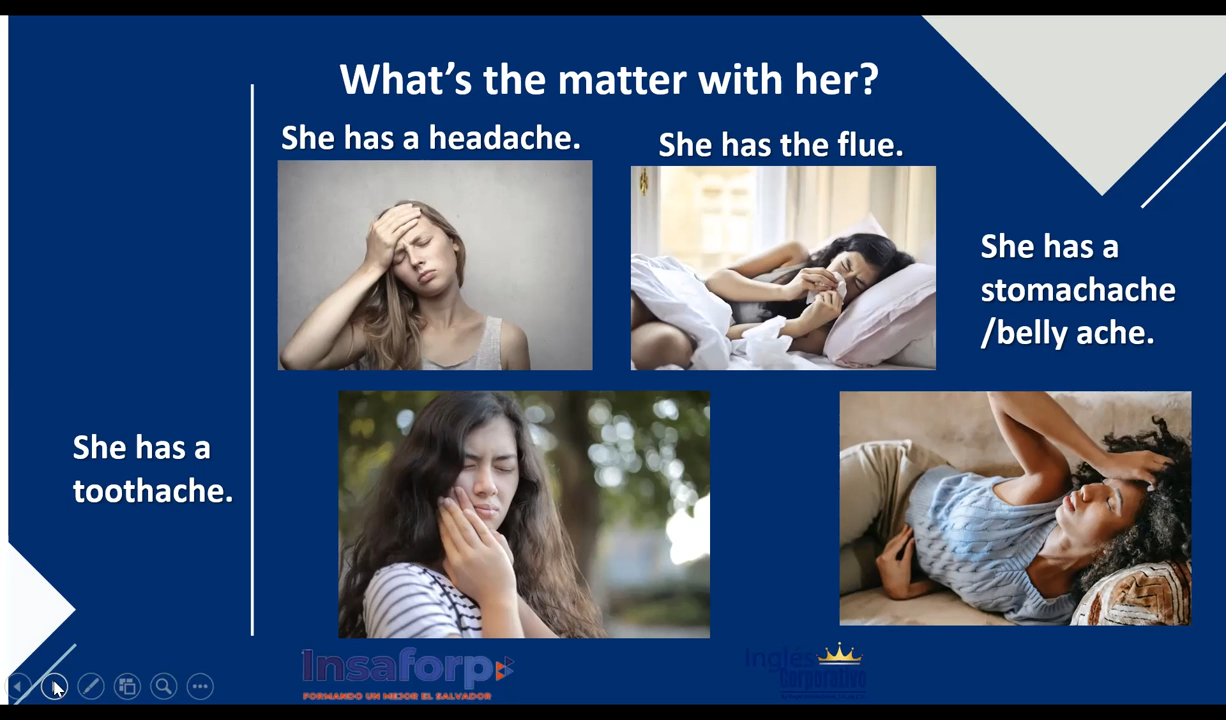 What's the matter with her?
She has a headache.
She has the flue.
She has a
stomachache
/belly ache.
She has a
toothache.
Insaforp
FORMANDO UN MEJOR EL SALVADOR
Inglés
Corporativo